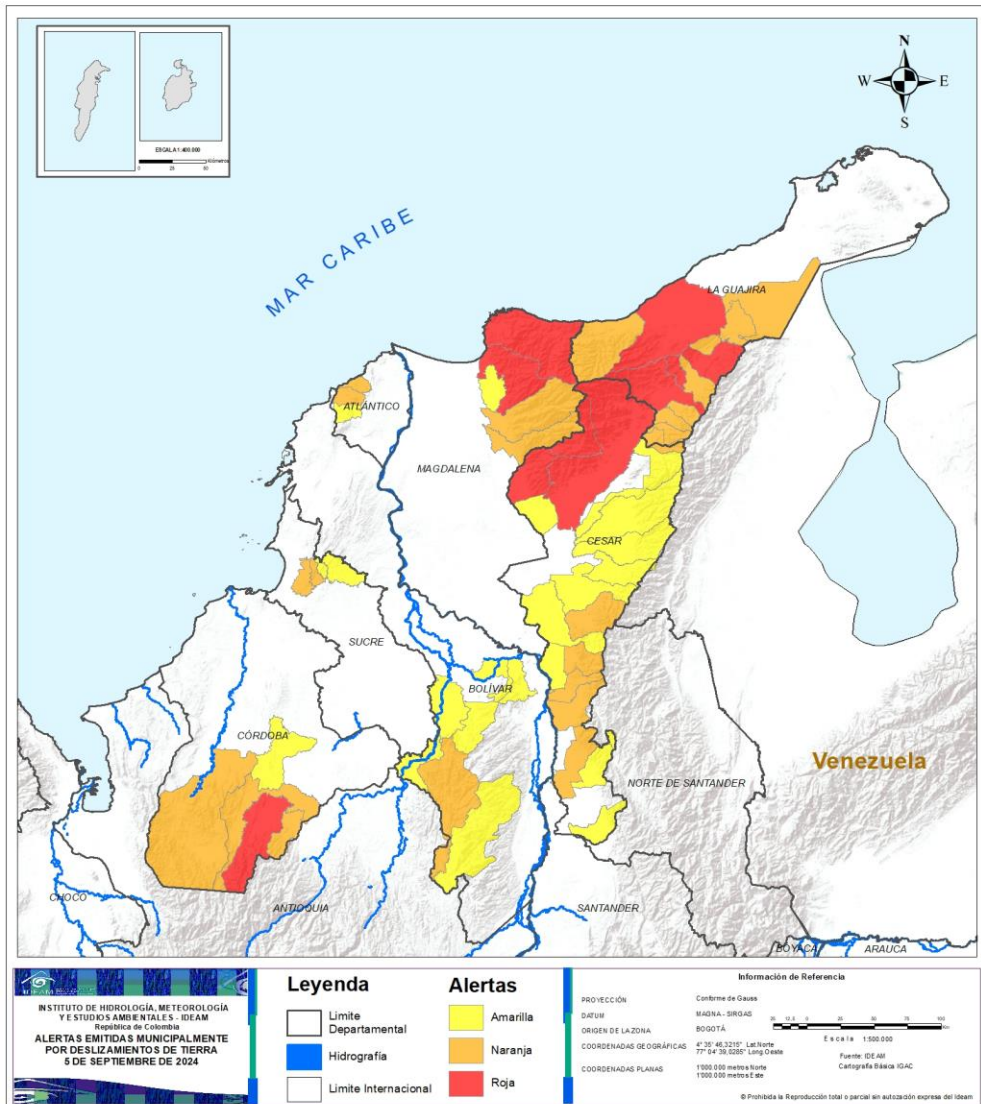 N
W E
S
ESCALA 1:400.000
MAR CARIBE
LA GUAJIRA
ATLÁNTICO
MAGDALENA
CESAR
SUCRE
BOLÍVAR
CÓRDOBA
Venezuela
NORTE DE SANTANDER
CHOCO
ANTIOQUIA
SANTANDER
BOYACA
ARAUCA
IDEAM
INSTITUTO DE HIDROLOGÍA, METEOROLOGÍA
Y ESTUDIOS AMBIENTALES - IDEAM
República de Colombia
ALERTAS EMITIDAS MUNICIPALMENTE
POR DESLIZAMIENTOS DE TIERRA
5 DE SEPTIEMBRE DE 2024
Leyenda
Limite
Departamental
Hidrografía
Limite Internacional
Alertas
Amarilla
Naranja
Roja
Información de Referencia
PROYECCIÓN Conforme de Gauss
DATUM MAGNA - SIRGAS
ORIGEN DE LA ZONA BOGOTÁ
COORDENADAS GEOGRÁFICAS 4° 35' 46,3215" Lat.Norte
77° 04' 39,0285" Long.Oeste
COORDENADAS PLANAS 1'000.000 metros Norte
1'000.000 metros Este
Escala 1:500.000
Fuente: IDEAM
Cartografía Básica IGAC
© Prohibida la Reproducción total o parcial sin autozación expresa del Ideam